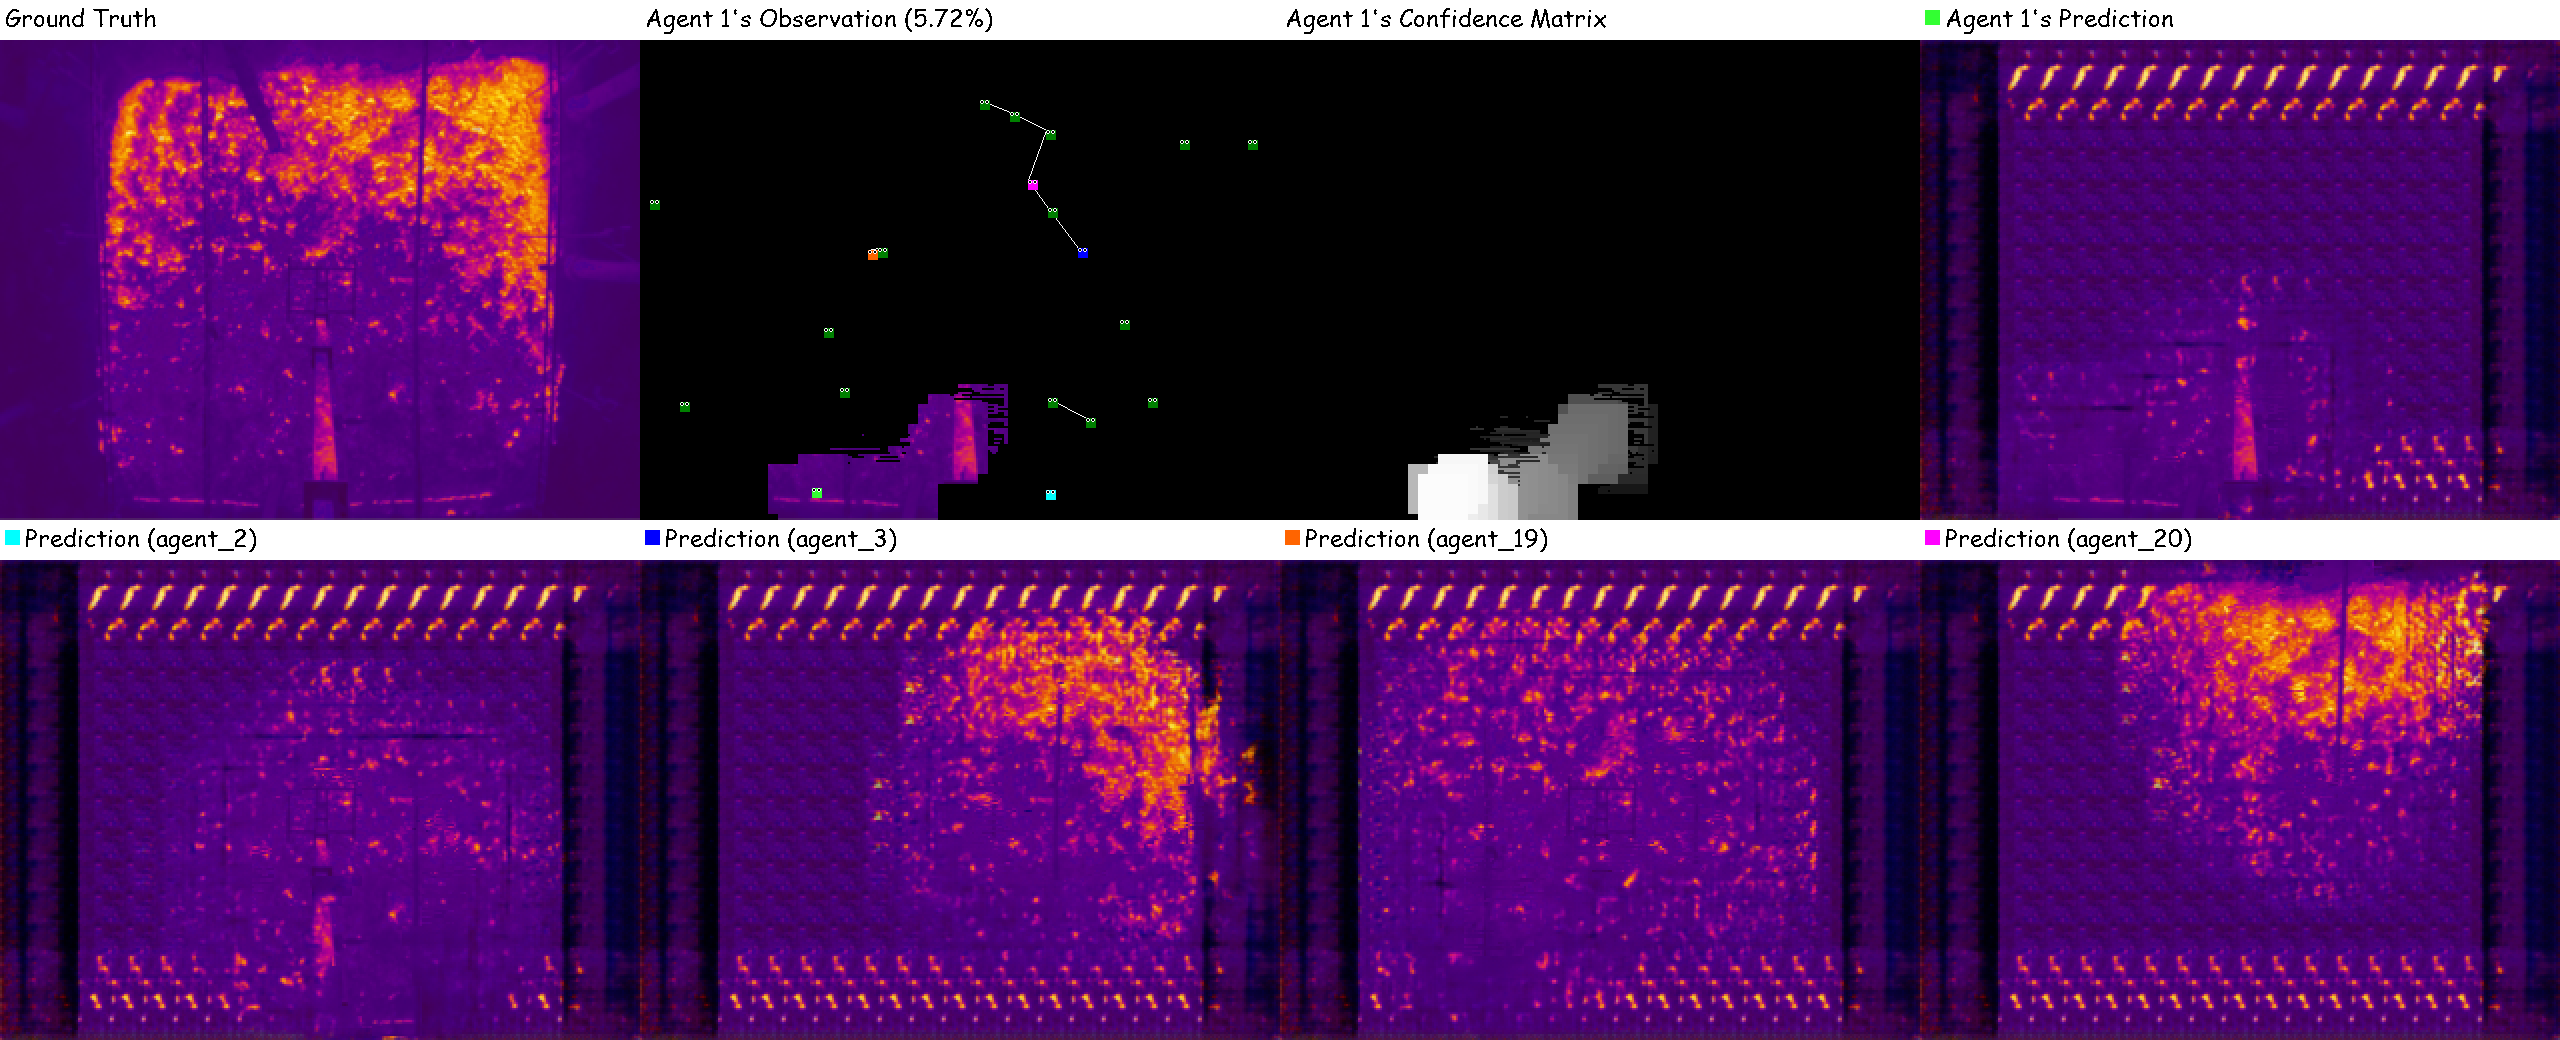 Ground Truth
Agent 1's Observation (5.72%)
Agent 1's Confidence Matrix
Agent 1's Prediction
Prediction (agent_2)
Prediction (agent_3)
Prediction (agent_19)
Prediction (agent_20)